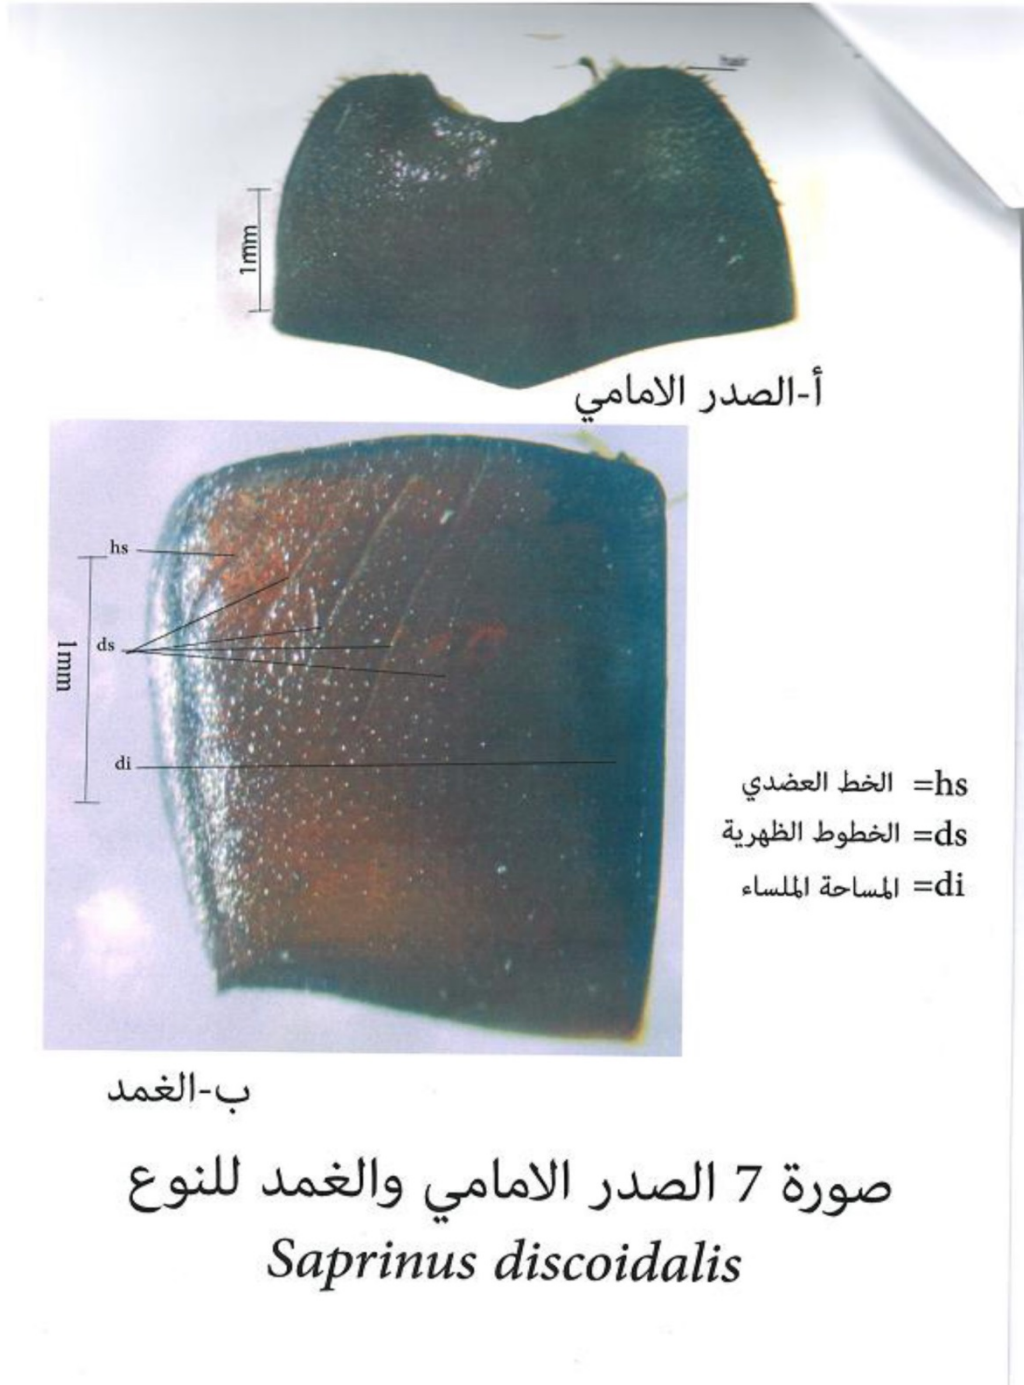 hair
1mm
أ-الصدر الامامي
hs
ds
1mm
di
hs= الخط العضدي
ds= الخطوط الظهرية
di= المساحة الملساء
ب-الغمد
صورة 7 الصدر الامامي والغمد للنوع
Saprinus discoidalis